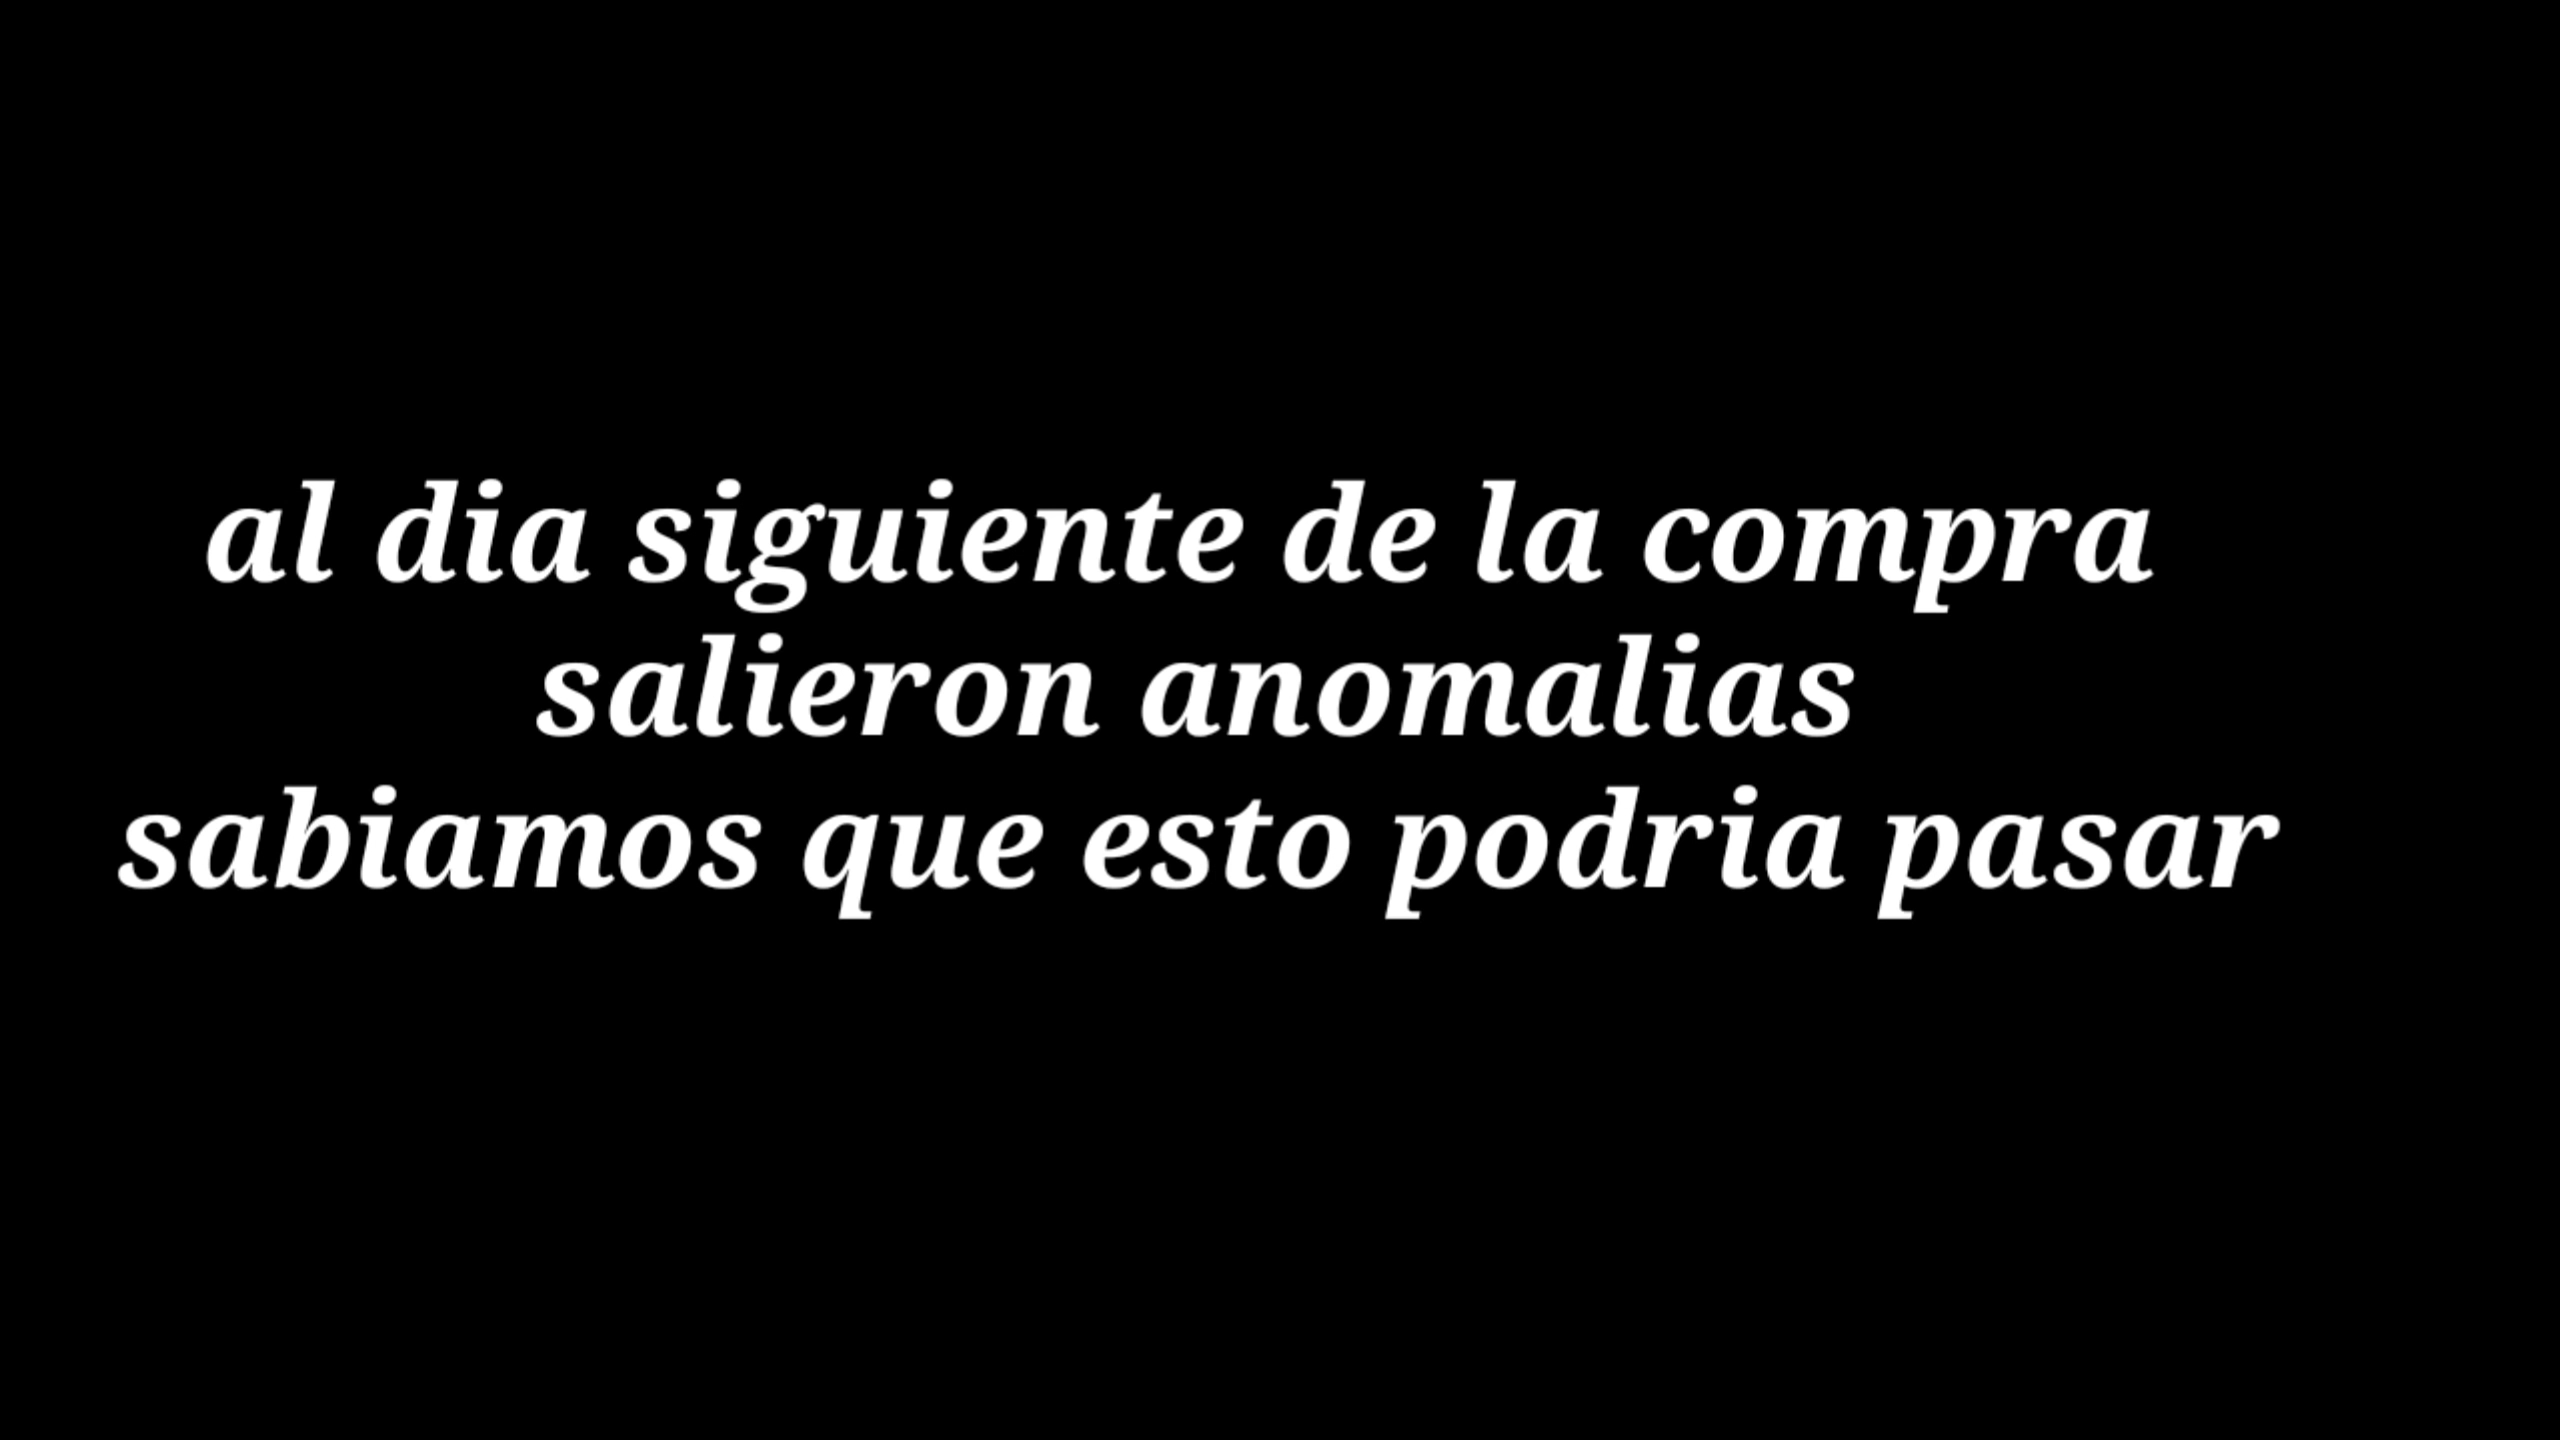 al dia siguiente de la compra
salieron anomalias
sabiamos que esto podria pasar